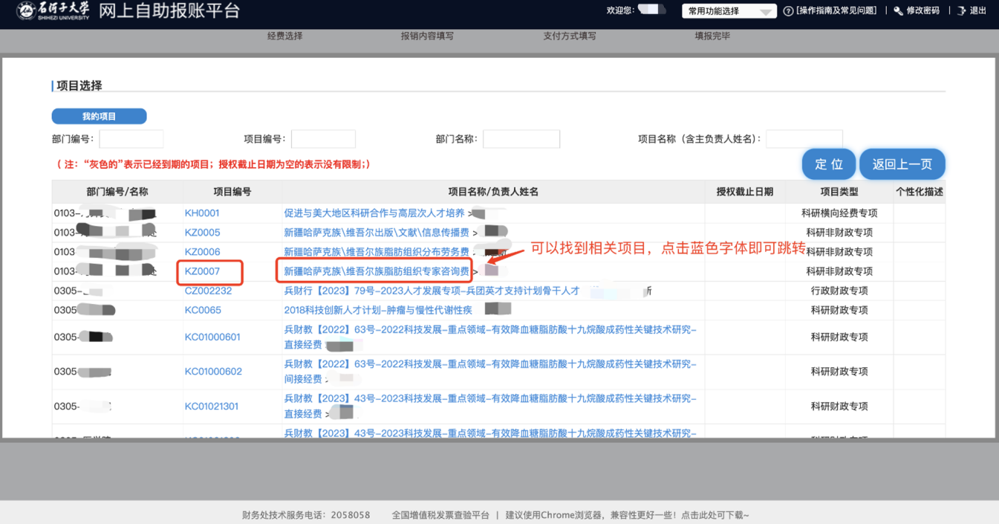 石河子大学 SHIHEZI UNIVERSITY 网上自助报账平台 欢迎您: 常用功能选择 [操作指南及常见问题] | 修改密码 | 退出
经费选择 报销内容填写 支付方式填写 填报完毕
项目选择
我的项目
部门编号: 项目编号: 部门名称: 项目名称（含主负责人姓名）:
（ 注: “灰色的”表示已经到期的项目；授权截止日期为空的表示没有限制；）
定 位 返回上一页
部门编号/名称 项目编号 项目名称/负责人姓名 授权截止日期 项目类型 个性化描述
0103- KH0001 促进与美大地区科研合作与高层次人才培养 > 科研横向经费专项
0103- KZ0005 新疆哈萨克族\维吾尔出版\文献\信息传播费 > 科研非财政专项
0103 KZ0006 新疆哈萨克族\维吾尔族脂肪组织分布劳务费 科研非财政专项
可以找到相关项目，点击蓝色字体即可跳转
0103- KZ0007 新疆哈萨克族\维吾尔族脂肪组织专家咨询费 > 科研非财政专项
0305- CZ002232 兵财行【2023】79号-2023人才发展专项-兵团英才支持计划骨干人才 行政财政专项
0305 KC0065 2018科技创新人才计划-肿瘤与慢性代谢性疾 科研财政专项
0305- KC01000601 兵财教【2022】63号-2022科技发展-重点领域-有效降血糖脂肪酸十九烷酸成药性关键技术研究-
直接经费 科研财政专项
0305- KC01000602 兵财教【2022】63号-2022科技发展-重点领域-有效降血糖脂肪酸十九烷酸成药性关键技术研究-
间接经费 科研财政专项
0305- KC01021301 兵财教【2023】43号-2023科技发展-重点领域-有效降血糖脂肪酸十九烷酸成药性关键技术研究-
直接经费 > 科研财政专项
兵财教【2023】43号-2023科技发展-重点领域-有效降血糖脂肪酸十九烷酸成药性关键技术研究-
财务处技术服务电话: 2058058 全国增值税发票查验平台 | 建议使用Chrome浏览器，兼容性更好一些！点击此处可下载~